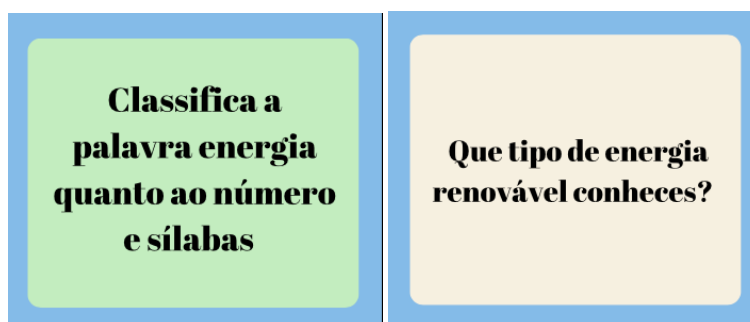 Classifica a
palavra energia
quanto ao número
e sílabas
Que tipo de energia
renovável conheces?